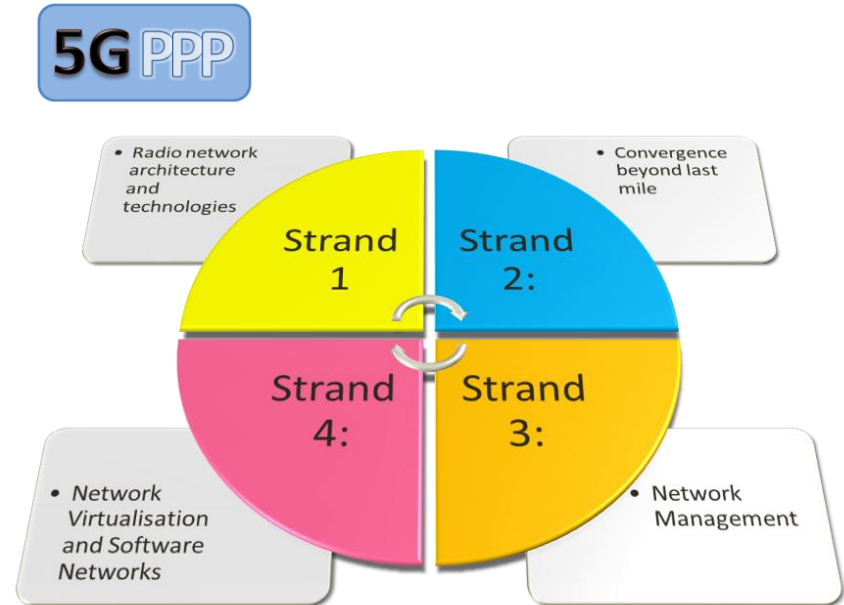 5G PPP
• Radio network
architecture
and
technologies
• Convergence
beyond last
mile
Strand
1
Strand
2:
Strand
4:
Strand
3:
• Network
Virtualisation
and Software
Networks
• Network
Management